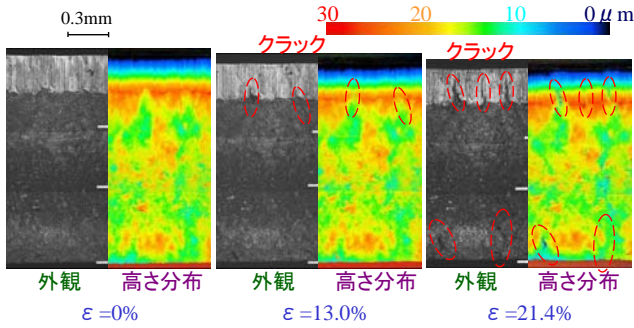 30 20 10 0μm
0.3mm
クラック
クラック
外観 高さ分布 外観 高さ分布 外観 高さ分布
ε=0% ε=13.0% ε=21.4%